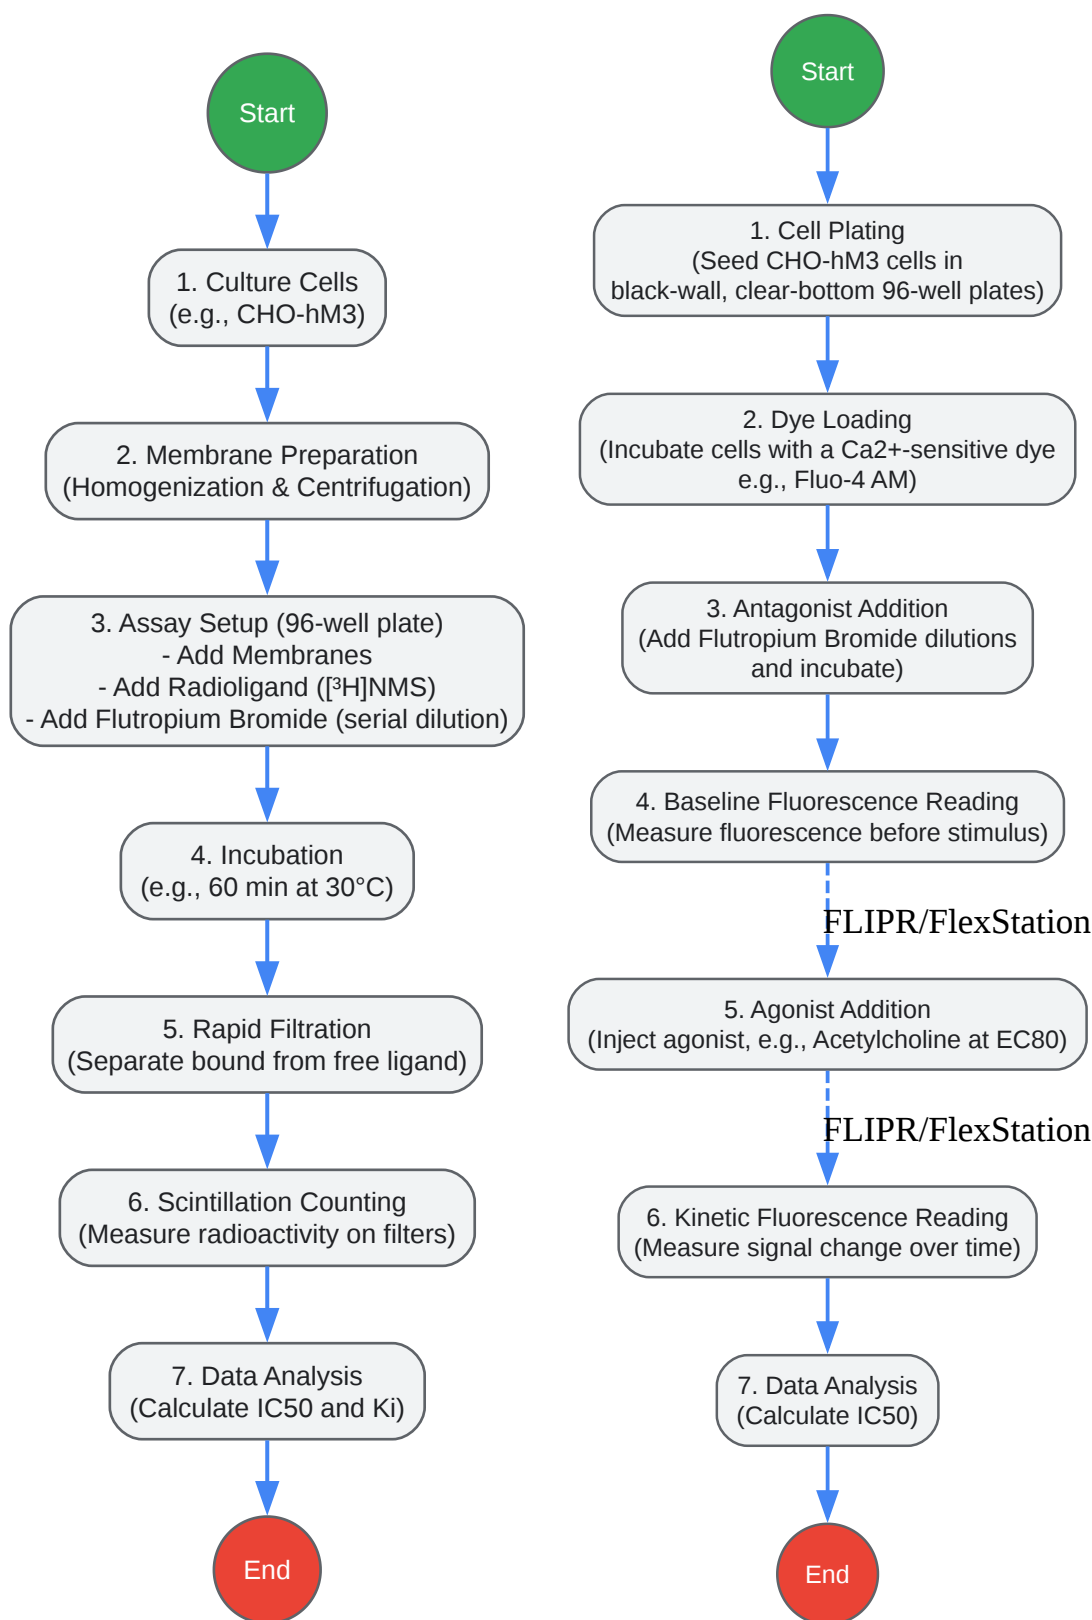 Start
1. Culture Cells
(e.g., CHO-hM3)
2. Membrane Preparation
(Homogenization & Centrifugation)
3. Assay Setup (96-well plate)
- Add Membranes
- Add Radioligand ([³H]NMS)
- Add Flutropium Bromide (serial dilution)
4. Incubation
(e.g., 60 min at 30°C)
5. Rapid Filtration
(Separate bound from free ligand)
6. Scintillation Counting
(Measure radioactivity on filters)
7. Data Analysis
(Calculate IC50 and Ki)
End
Start
1. Cell Plating
(Seed CHO-hM3 cells in
black-wall, clear-bottom 96-well plates)
2. Dye Loading
(Incubate cells with a Ca2+-sensitive dye
e.g., Fluo-4 AM)
3. Antagonist Addition
(Add Flutropium Bromide dilutions
and incubate)
4. Baseline Fluorescence Reading
(Measure fluorescence before stimulus)
FLIPR/FlexStation
5. Agonist Addition
(Inject agonist, e.g., Acetylcholine at EC80)
FLIPR/FlexStation
6. Kinetic Fluorescence Reading
(Measure signal change over time)
7. Data Analysis
(Calculate IC50)
End